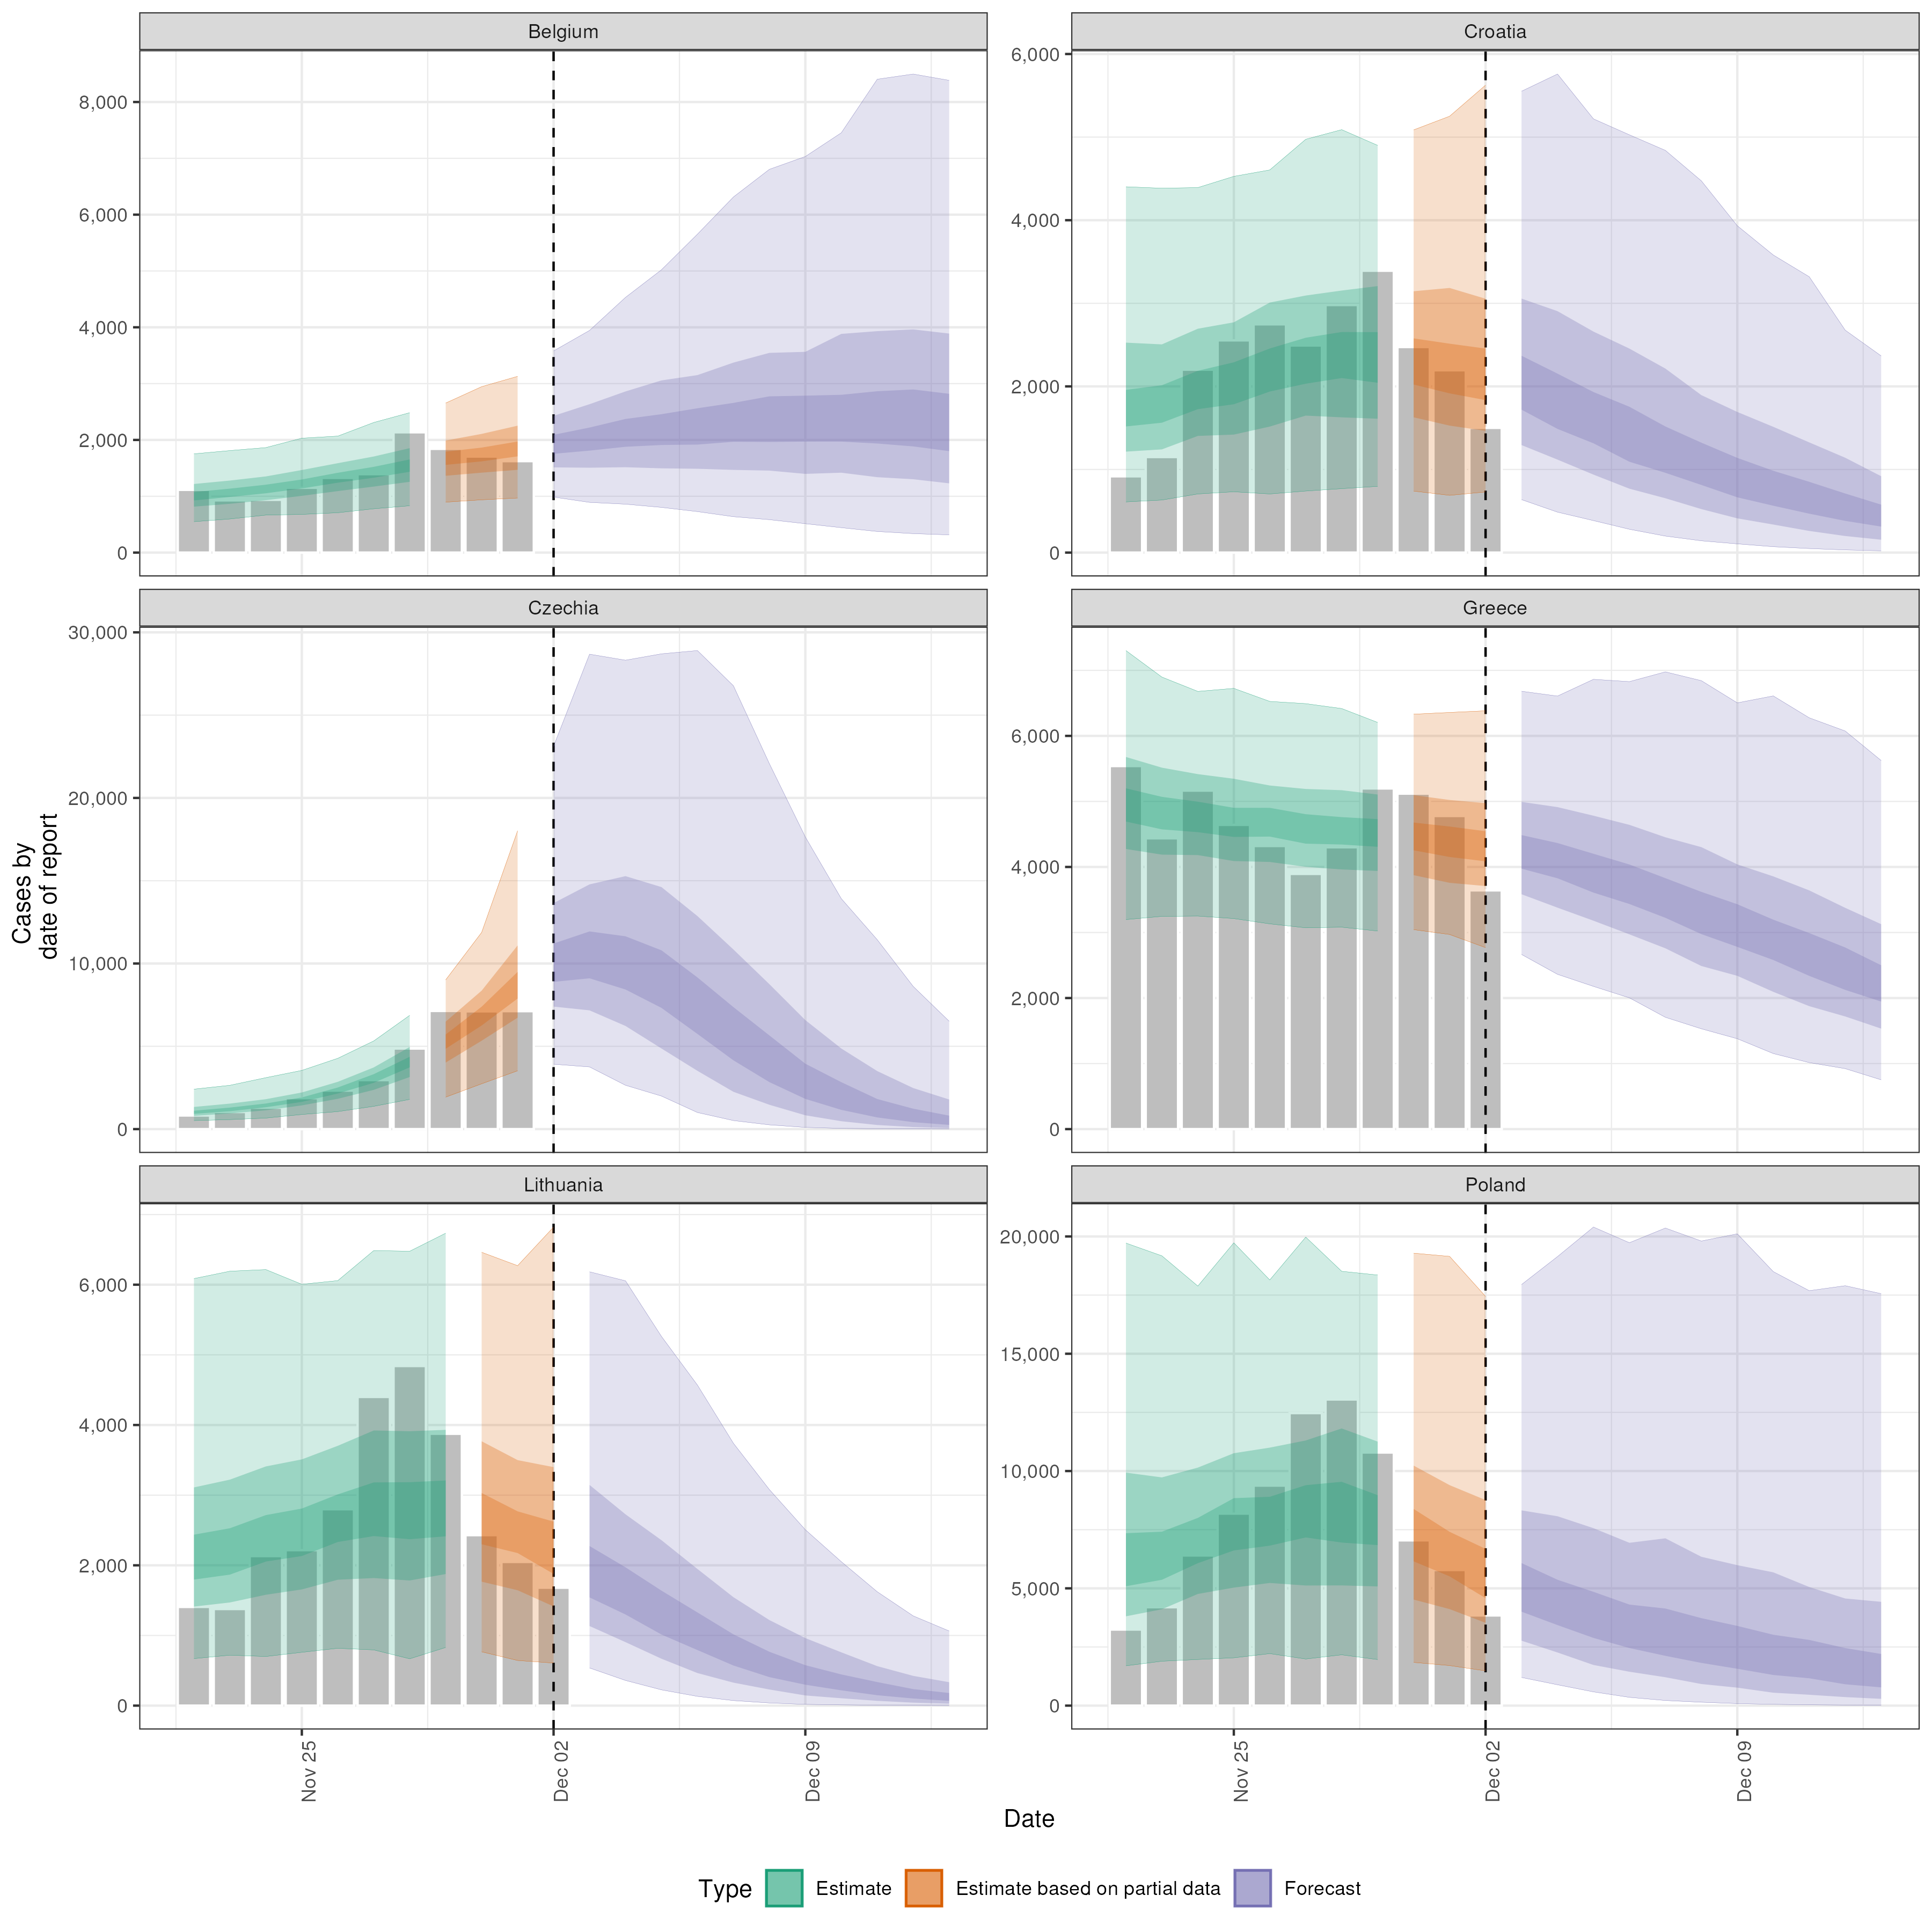 Belgium
Croatia
8,000
6,000
4,000
2,000
0
6,000
4,000
2,000
0
Czechia
Greece
30,000
20,000
10,000
0
6,000
4,000
2,000
0
Cases by
date of report
Lithuania
Poland
6,000
4,000
2,000
0
20,000
15,000
10,000
5,000
0
Nov 25
Dec 02
Dec 09
Nov 25
Dec 02
Dec 09
Date
Type Estimate Estimate based on partial data Forecast